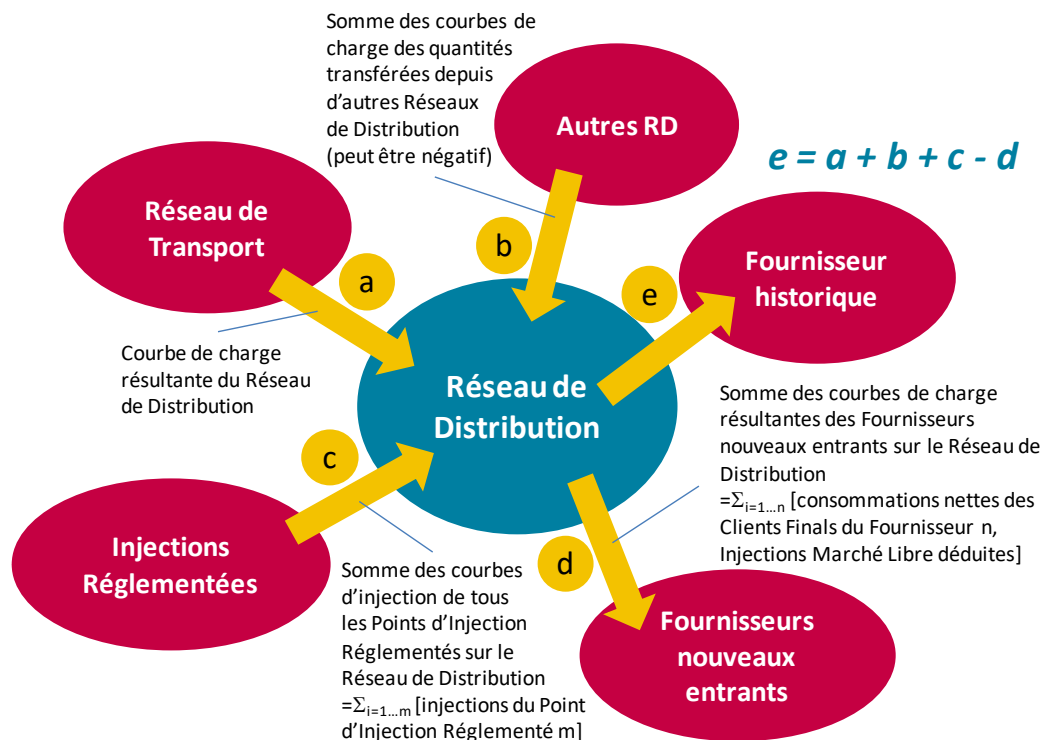 Somme des courbes de
charge des quantités
transférées depuis
d’autres Réseaux
de Distribution
(peut être négatif)
Autres RD
e = a + b + c - d
Réseau de
Transport
a
b
e
Fournisseur
historique
Courbe de charge
résultante du Réseau
de Distribution
Réseau de
Distribution
Somme des courbes de charge
résultantes des Fournisseurs
nouveaux entrants sur le Réseau de
Distribution
=Σi=1...n [consommations nettes des
Clients Finals du Fournisseur n,
Injections Marché Libre déduites]
c
Injections
Réglementées
d
Somme des courbes
d’injection de tous
les Points d’Injection
Réglementés sur le
Réseau de Distribution
=Σi=1...m [injections du Point
d’Injection Réglementé m]
Fournisseurs
nouveaux
entrants